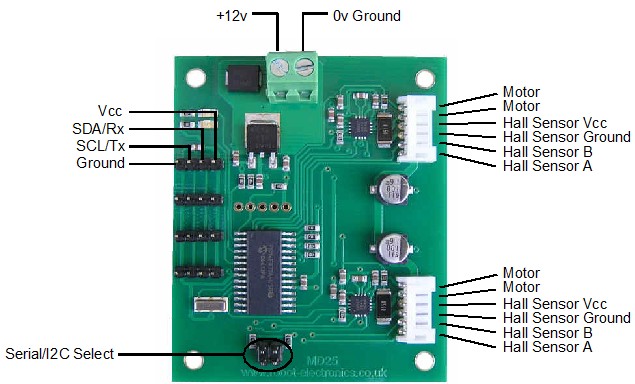 +12v
0v Ground
Vcc
SDA/Rx
SCL/Tx
Ground
Motor
Motor
Hall Sensor Vcc
Hall Sensor Ground
Hall Sensor B
Hall Sensor A
Motor
Motor
Hall Sensor Vcc
Hall Sensor Ground
Hall Sensor B
Hall Sensor A
Serial/I2C Select
MD25
www.robot-electronics.co.uk